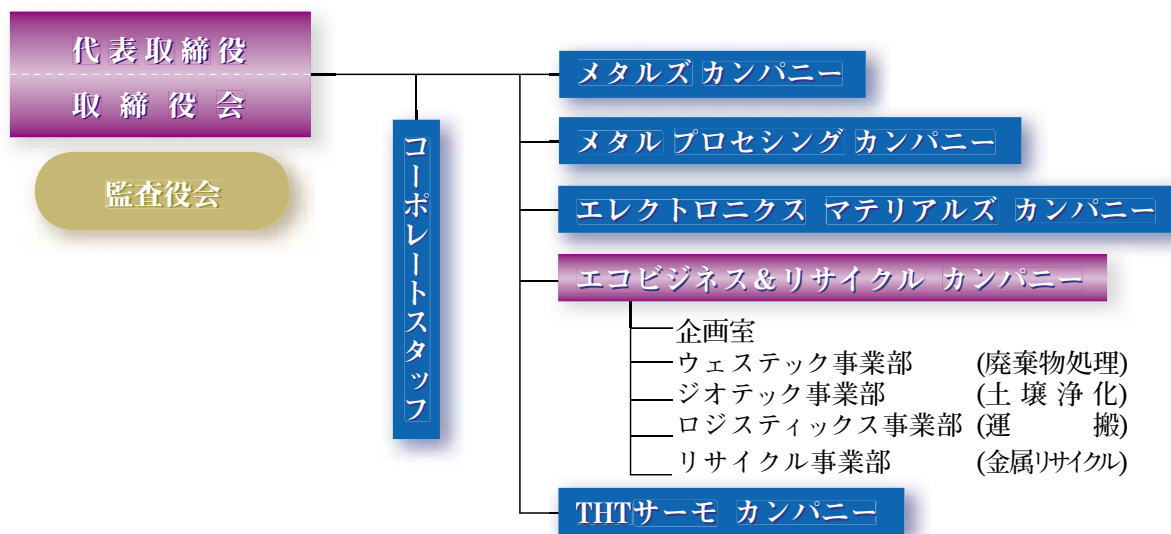 代表取締役
取締役会
監査役会
コーポレートスタッフ
メタルズ カンパニー
メタル プロセシング カンパニー
エレクトロニクス マテリアルズ カンパニー
エコビジネス&リサイクル カンパニー
企画室
ウェステック事業部 (廃棄物処理)
ジオテック事業部 (土壌浄化)
ロジスティックス事業部 (運搬)
リサイクル事業部 (金属リサイクル)
THTサーモ カンパニー